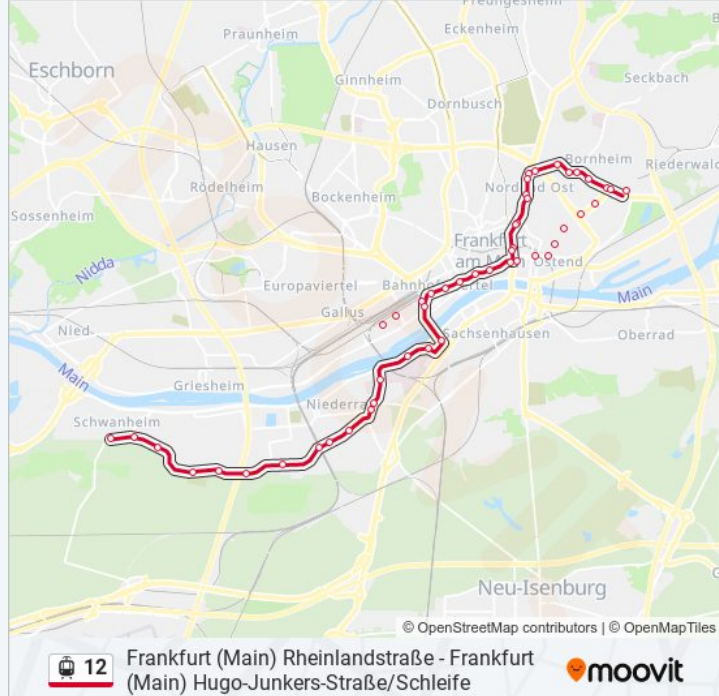 Preungesheim
Praunheim
Eckenheim
Eschborn
Ginnheim
Seckbach
Dornbusch
Hausen
Bornheim
Riederwald
Rödelheim
Bockenheim
Nordend Ost
Sossenheim
Frankfurt
am Main
Ostend
Nidda
Europaviertel
Bahnhofsviertel
Main
Gallus
Nied
Sachsenhausen
Oberrad
Main
Griesheim
Niederrad
Schwanheim
Neu-Isenburg
© OpenStreetMap contributors | © OpenMapTiles
12
Frankfurt (Main) Rheinlandstraße - Frankfurt
(Main) Hugo-Junkers-Straße/Schleife
moovit